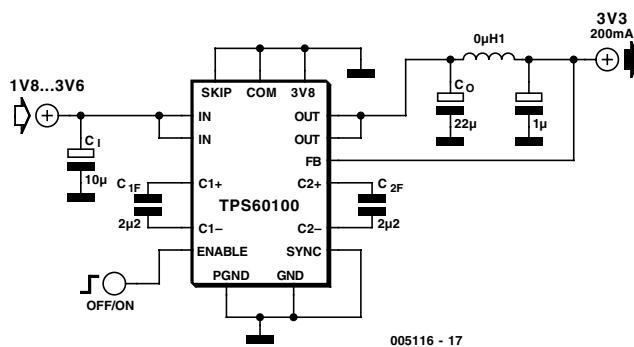 3V3
200mA
0µH1
1V8...3V6
SKIP COM 3V8
IN
IN
OUT
OUT
FB
C I
10µ
C O
22µ
1µ
C 1F
2µ2
C1+
C1–
TPS60100
C2+
C2–
C 2F
2µ2
ENABLE
SYNC
PGND GND
OFF/ON
005116 - 17